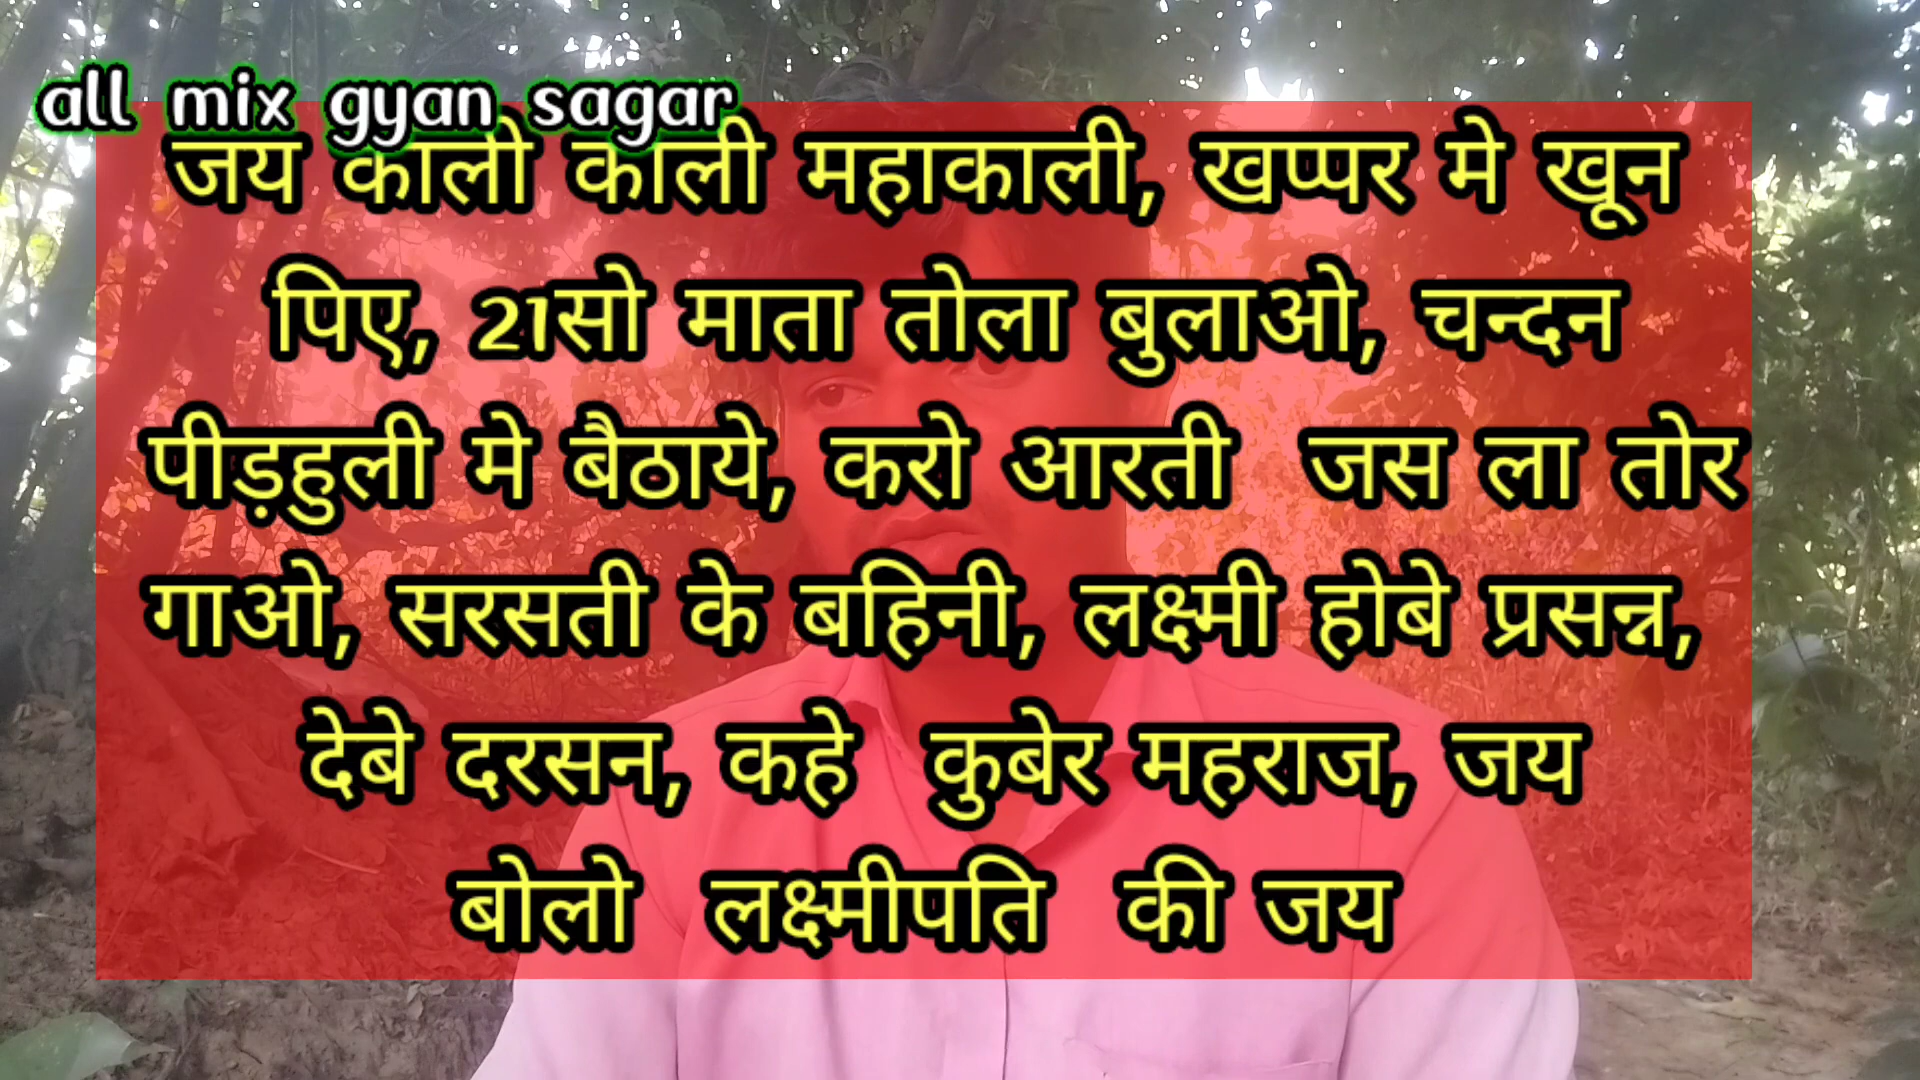 all mix gyan sagar
जय काली काली महाकाली, खप्पर मे खून
पिए, 21सो माता तोला बुलाओ, चन्दन
पीड़हुली मे बैठाये, करो आरती जस ला तोर
गाओ, सरसती के बहिनी, लक्ष्मी होबे प्रसन्न,
देबे दरसन, कहे कुबेर महराज, जय
बोलो लक्ष्मीपति की जय